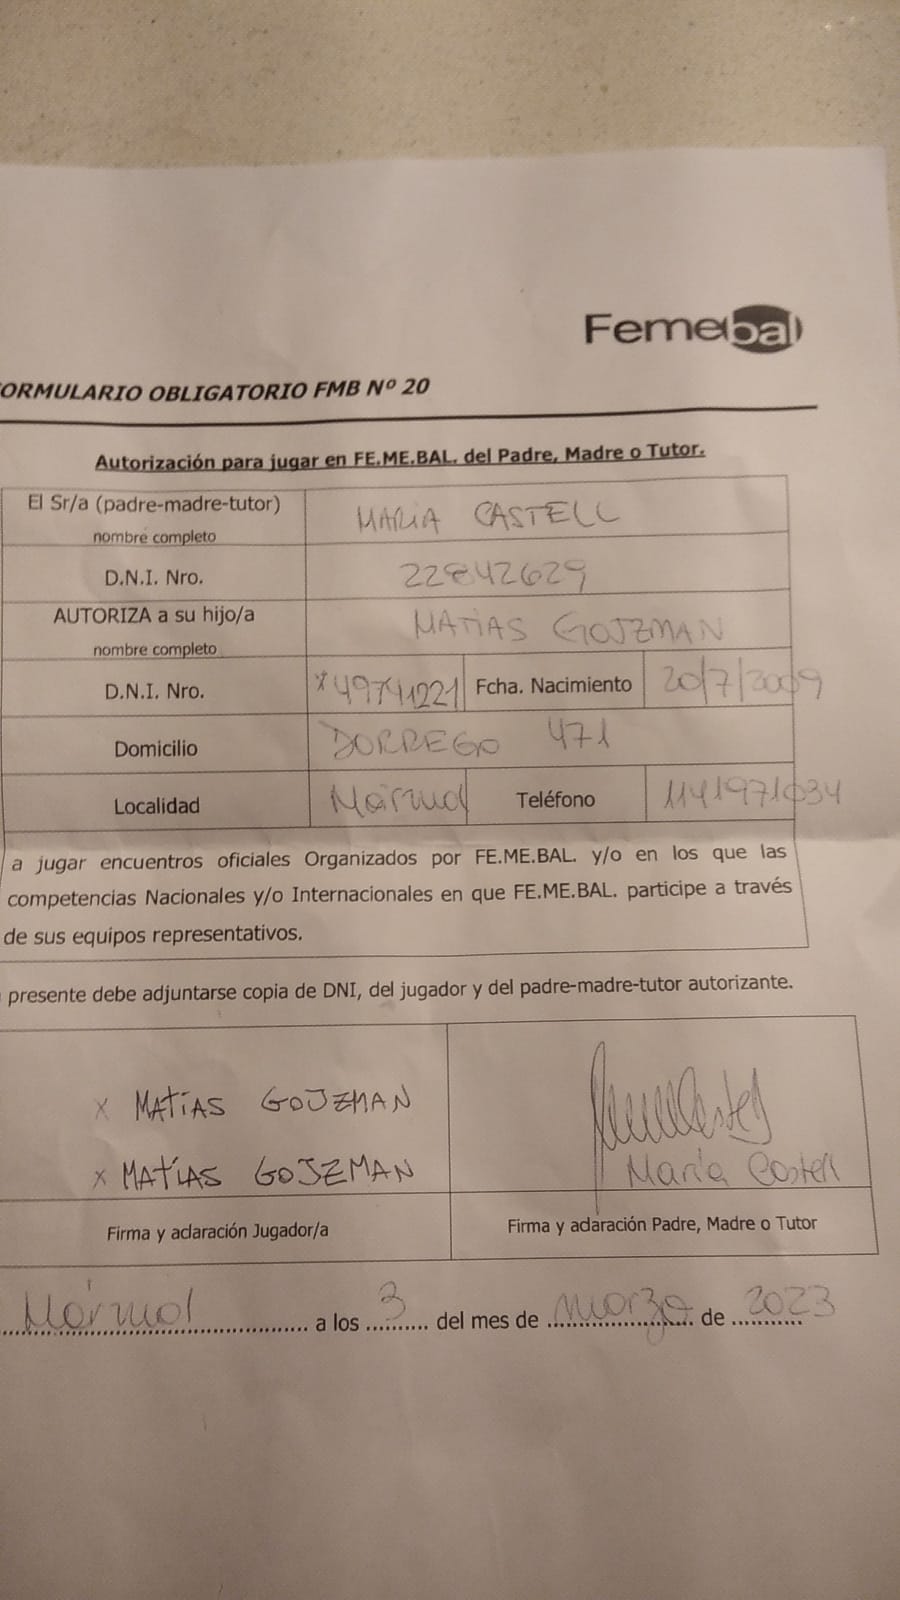 Femebal
ORMULARIO OBLIGATORIO FMB Nº 20
Autorización para jugar en FE.ME.BAL. del Padre, Madre o Tutor.
El Sr/a (padre-madre-tutor)
nombre completo
MARIA CASTELL
D.N.I. Nro.
22842629
AUTORIZA a su hijo/a
nombre completo
MATIAS GOJZMAN
D.N.I. Nro.
x 49741221 Fcha. Nacimiento 20/7/2009
Domicilio
DORREGO 471
Localidad
Mármol Teléfono 1141971034
a jugar encuentros oficiales Organizados por FE.ME.BAL. y/o en los que las
competencias Nacionales y/o Internacionales en que FE.ME.BAL. participe a través
de sus equipos representativos.
presente debe adjuntarse copia de DNI, del jugador y del padre-madre-tutor autorizante.
x MATÍAS GOJZMAN
x MATÍAS GOJZMAN
María Castell
Firma y aclaración Jugador/a
Firma y aclaración Padre, Madre o Tutor
Mármol a los 3 del mes de marzo de 2023